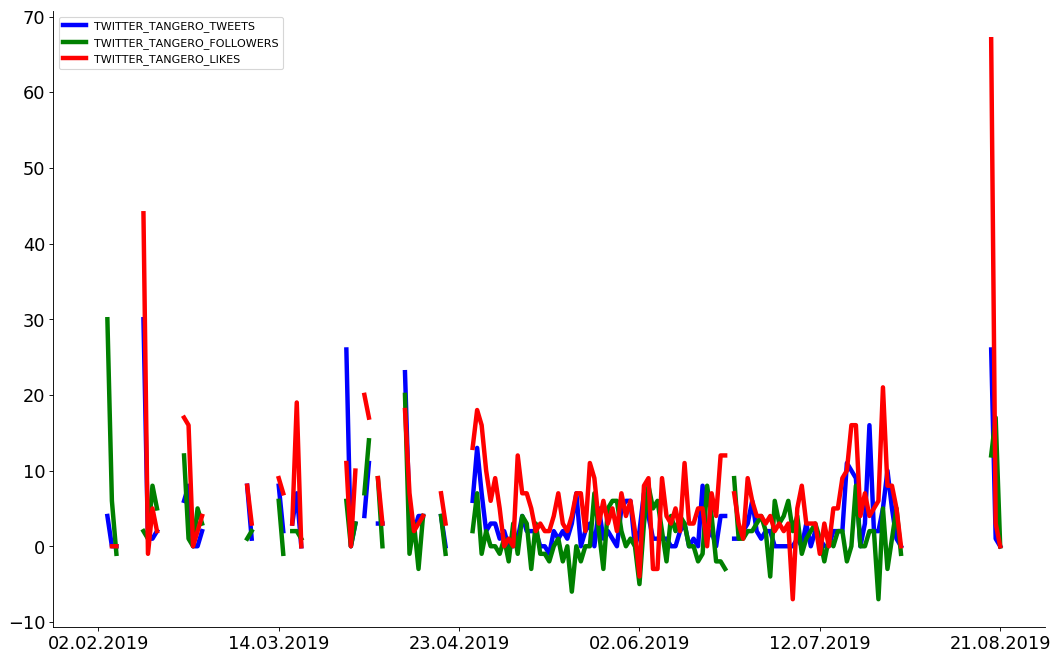 TWITTER_TANGERO_TWEETS
TWITTER_TANGERO_FOLLOWERS
TWITTER_TANGERO_LIKES
70
60
50
40
30
20
10
0
−10
02.02.2019 14.03.2019 23.04.2019 02.06.2019 12.07.2019 21.08.2019